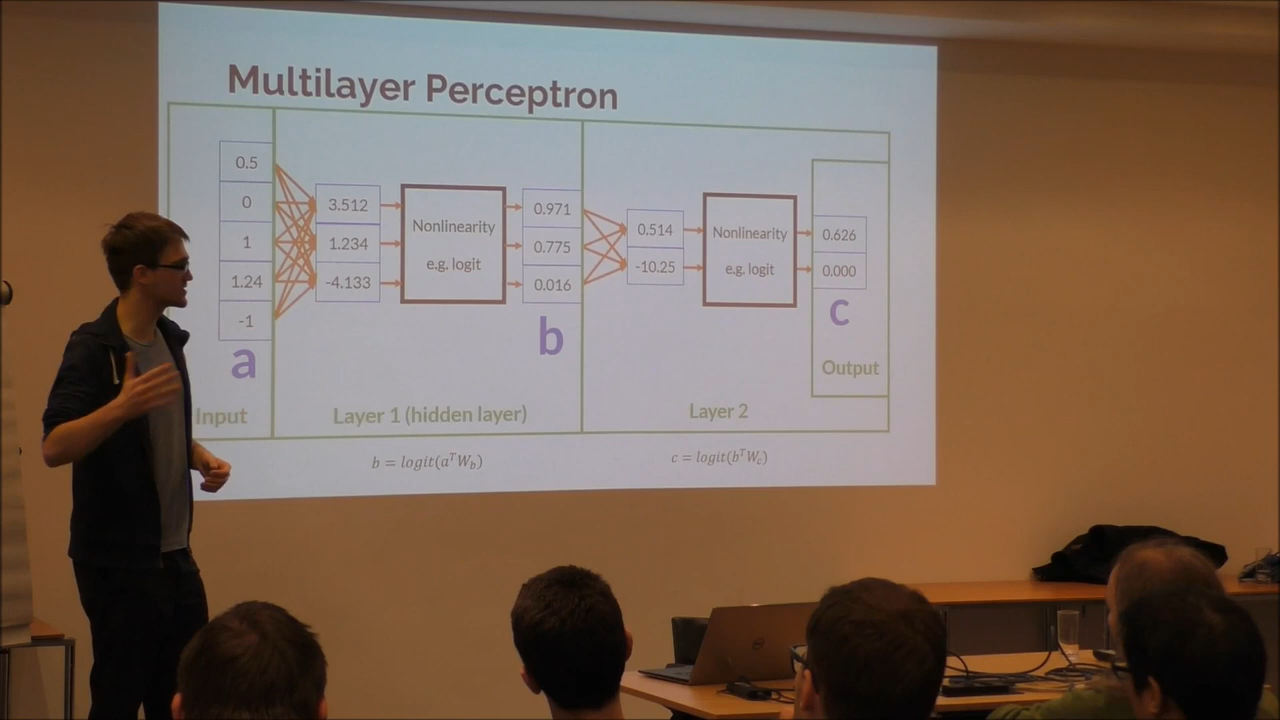 Multilayer Perceptron
0.5
0
1
1.24
-1
a
Input
3.512
1.234
-4.133
Nonlinearity
e.g. logit
0.971
0.775
0.016
b
Layer 1 (hidden layer)
0.514
-10.25
Nonlinearity
e.g. logit
0.626
0.000
c
Output
Layer 2
b = logit(aᵀW_b)
c = logit(bᵀW_c)